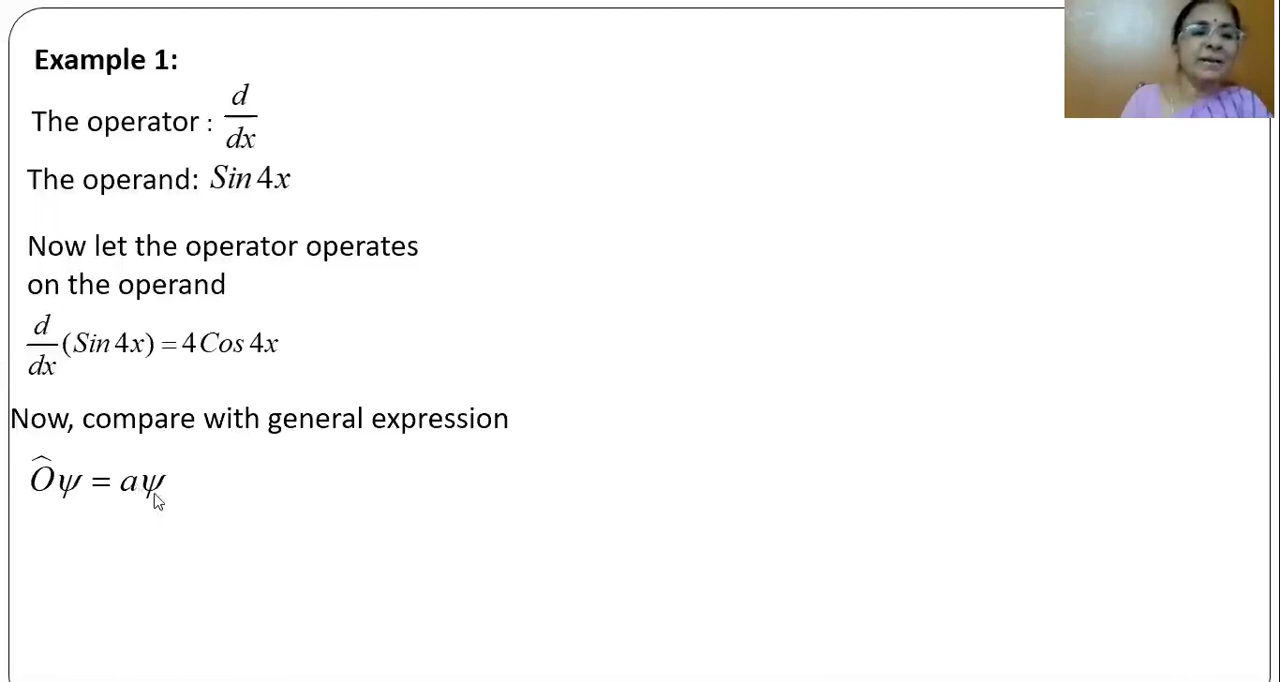 Example 1:
The operator : d/dx
The operand: Sin 4x
Now let the operator operates
on the operand
d/dx (Sin 4x) = 4 Cos 4x
Now, compare with general expression
Ôψ = aψ